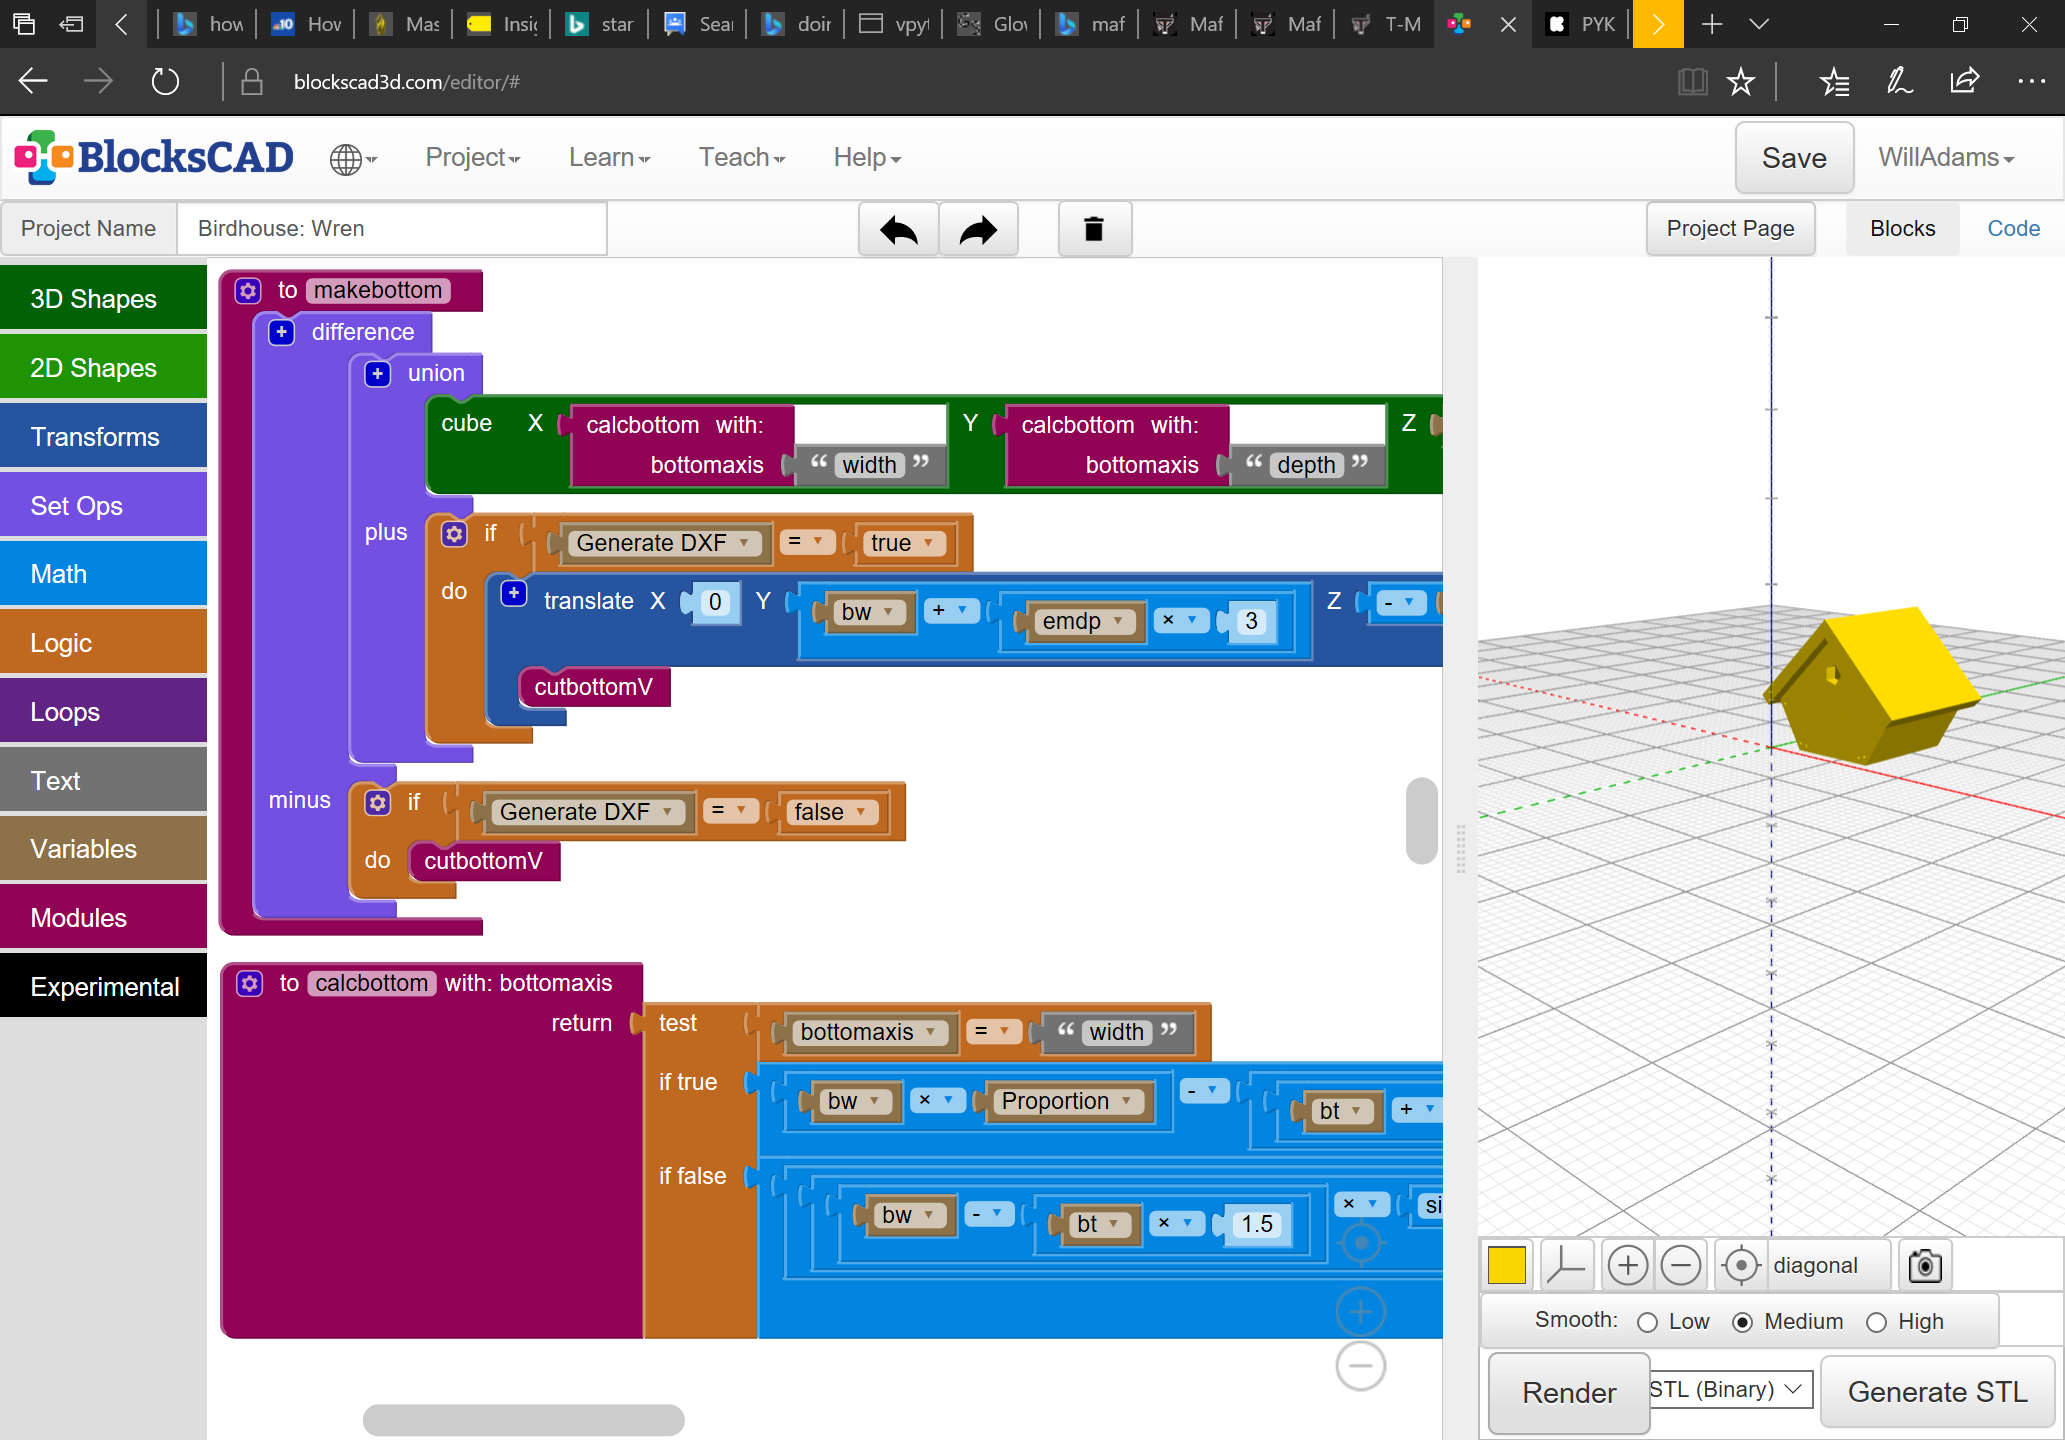 how
Hov
Mas
Insi
star
Sea
doir
vpyt
Glov
maf
Maf
Maf
T-M
PYK
blockscad3d.com/editor/#
BlocksCAD
Project
Learn
Teach
Help
Save
WillAdams
Project Name
Birdhouse: Wren
Project Page
Blocks
Code
3D Shapes
2D Shapes
Transforms
Set Ops
Math
Logic
Loops
Text
Variables
Modules
Experimental
to makebottom
+ difference
+ union
cube X calcbottom with: Y calcbottom with: Z
bottomaxis “ width ” bottomaxis “ depth ”
plus if Generate DXF = true
do + translate X 0 Y bw + emdp × 3 Z -
cutbottomV
minus if Generate DXF = false
do cutbottomV
to calcbottom with: bottomaxis
return test bottomaxis = “ width ”
if true bw × Proportion - bt +
if false bw - bt × 1.5 × si
diagonal
Smooth: Low Medium High
Render
STL (Binary)
Generate STL